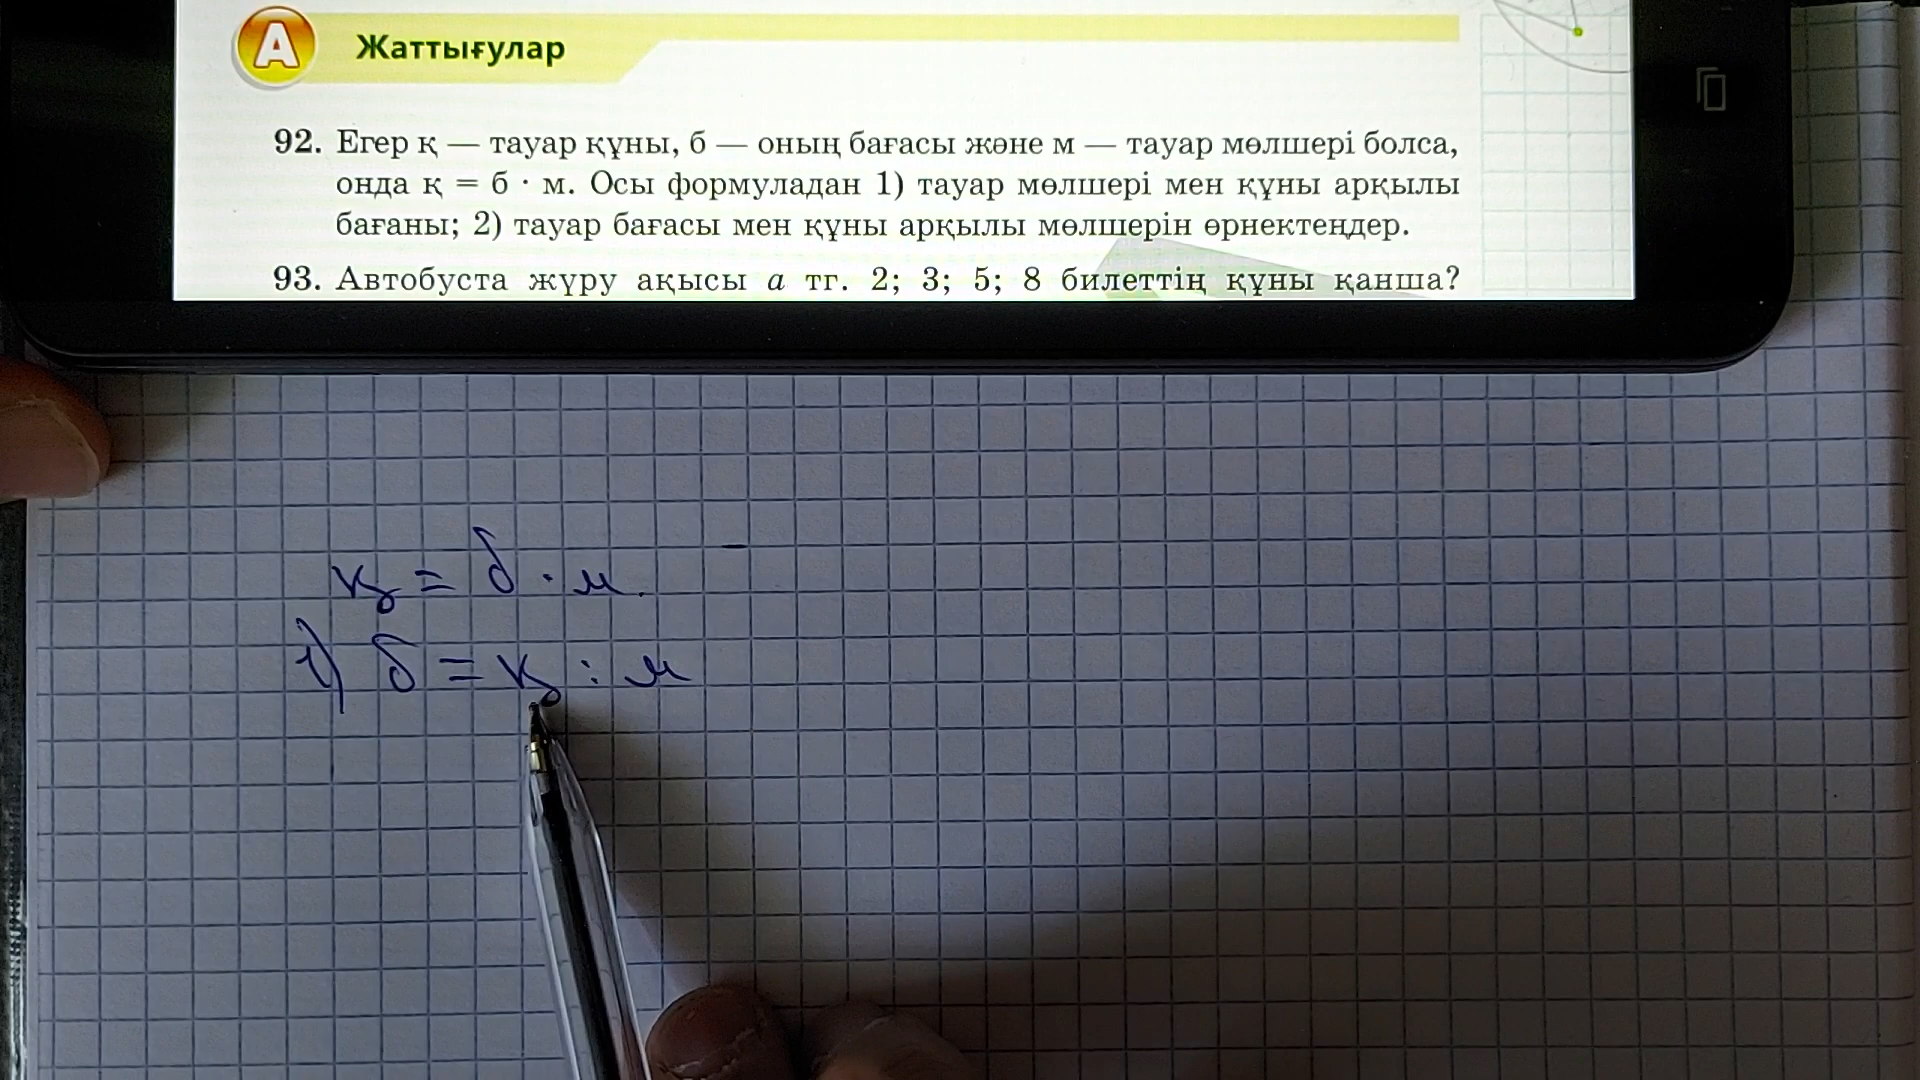 А Жаттығулар
92. Егер қ — тауар құны, б — оның бағасы және м — тауар мөлшері болса,
онда қ = б · м. Осы формуладан 1) тауар мөлшері мен құны арқылы
бағаны; 2) тауар бағасы мен құны арқылы мөлшерін өрнектеңдер.
93. Автобуста жүру ақысы а тг. 2; 3; 5; 8 билеттің құны қанша?
қ = б · м.
1) б = қ : м